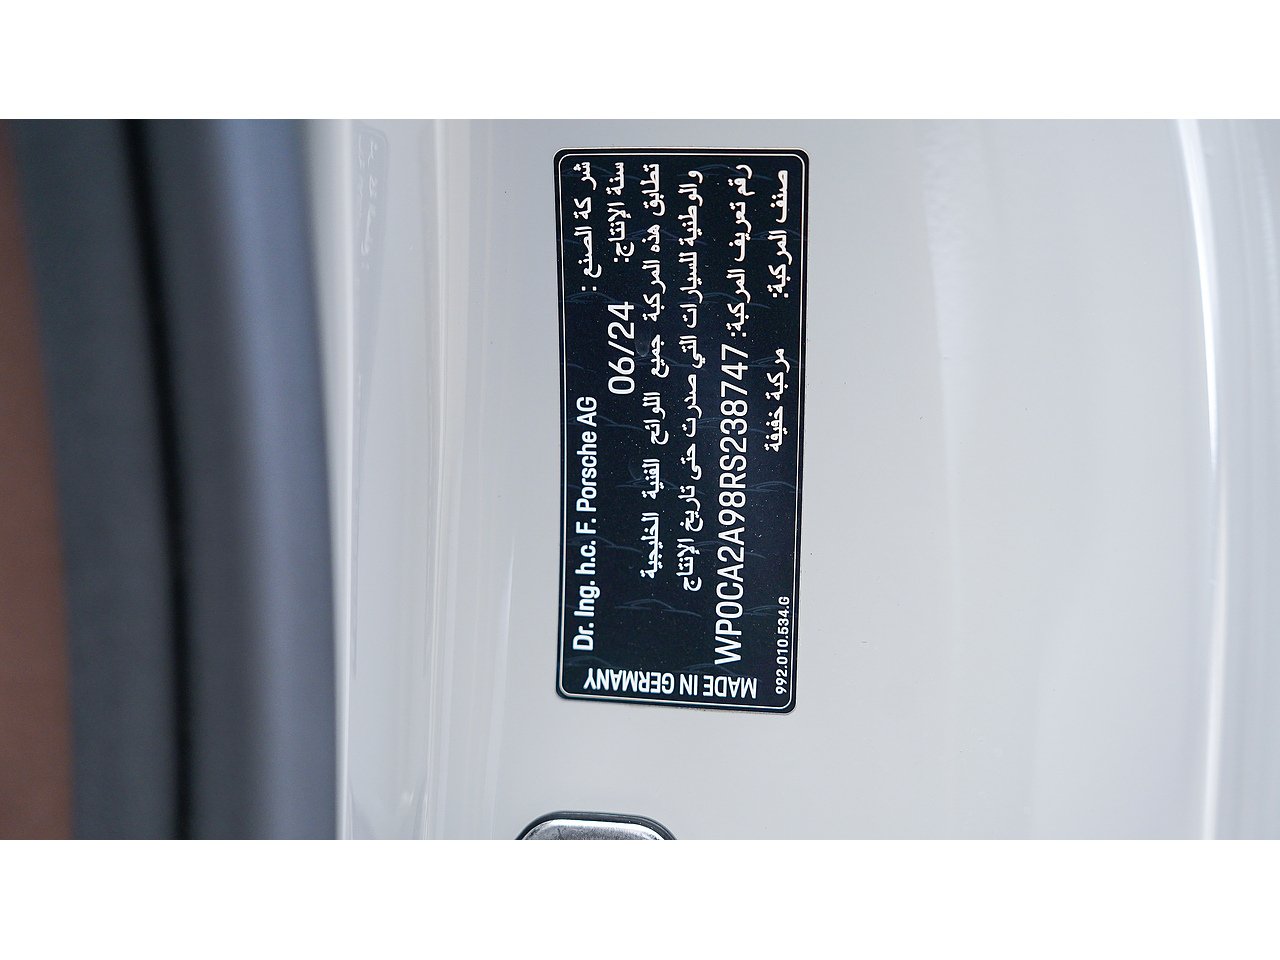 شركة الصنع : Dr. Ing. h.c. F. Porsche AG
سنة الإنتاج: 06/24
تطابق هذه المركبة جميع اللوائح الفنية الخليجية
والوطنية للسيارات التي صدرت حتى تاريخ الإنتاج
رقم تعريف المركبة: WP0CA2A98RS238747
صنف المركبة: مركبة خفيفة
992.010.534.G
MADE IN GERMANY